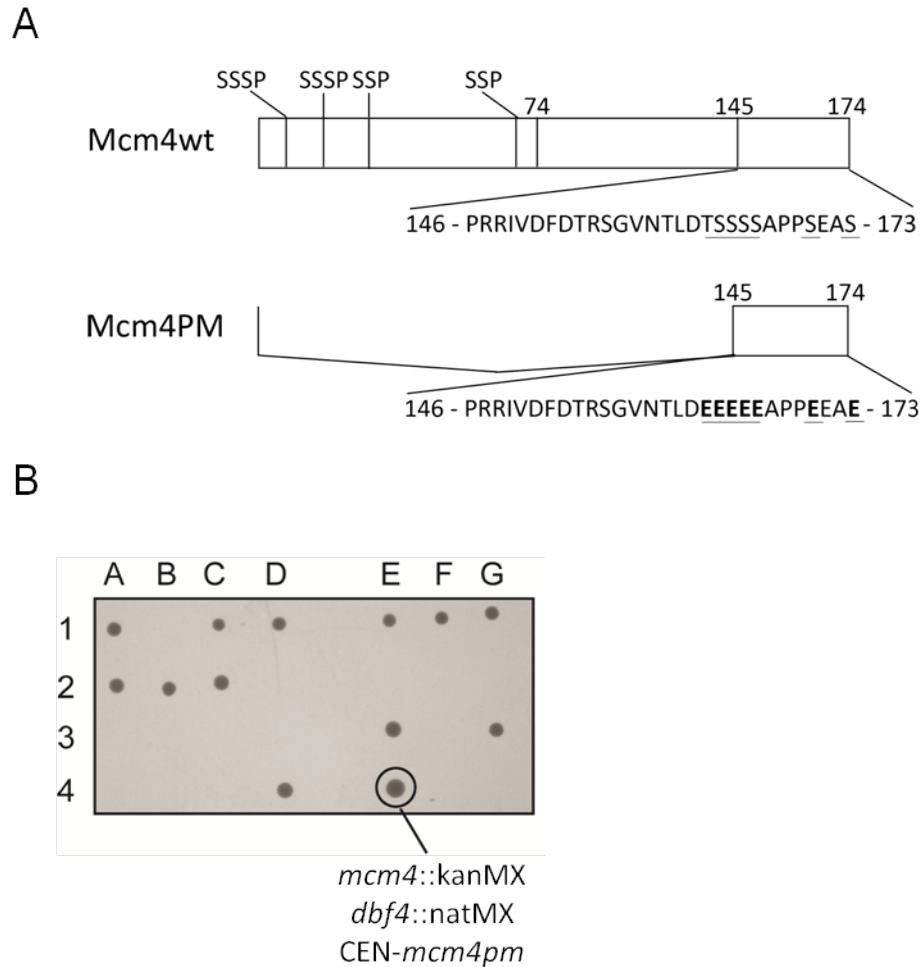 A
SSSP SSSP SSP SSP
74 145 174
Mcm4wt
146 - PRRIVDFDTRSGVNTLDTSSSSAPPSEAS - 173
145 174
Mcm4PM
146 - PRRIVDFDTRSGVNTLDEEEEEAPPEEAE - 173
B
A B C D E F G
1
2
3
4
mcm4::kanMX
dbf4::natMX
CEN-mcm4pm